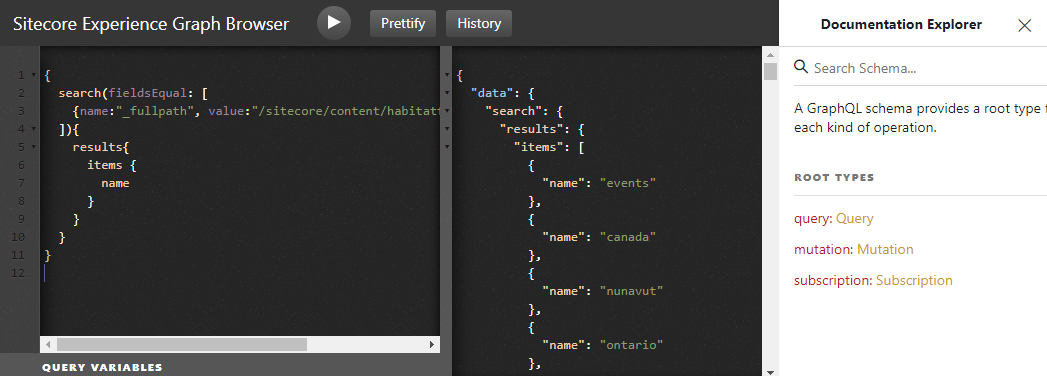 Sitecore Experience Graph Browser
Prettify
History
1 {
2 search(fieldsEqual: [
3 {name:"_fullpath", value:"/sitecore/content/habitat
4 ]){
5 results{
6 items {
7 name
8 }
9 }
10 }
11 }
12
QUERY VARIABLES
{
"data": {
"search": {
"results": {
"items": [
{
"name": "events"
},
{
"name": "canada"
},
{
"name": "nunavut"
},
{
"name": "ontario"
},
Documentation Explorer
Search Schema...
A GraphQL schema provides a root type f
each kind of operation.
ROOT TYPES
query: Query
mutation: Mutation
subscription: Subscription